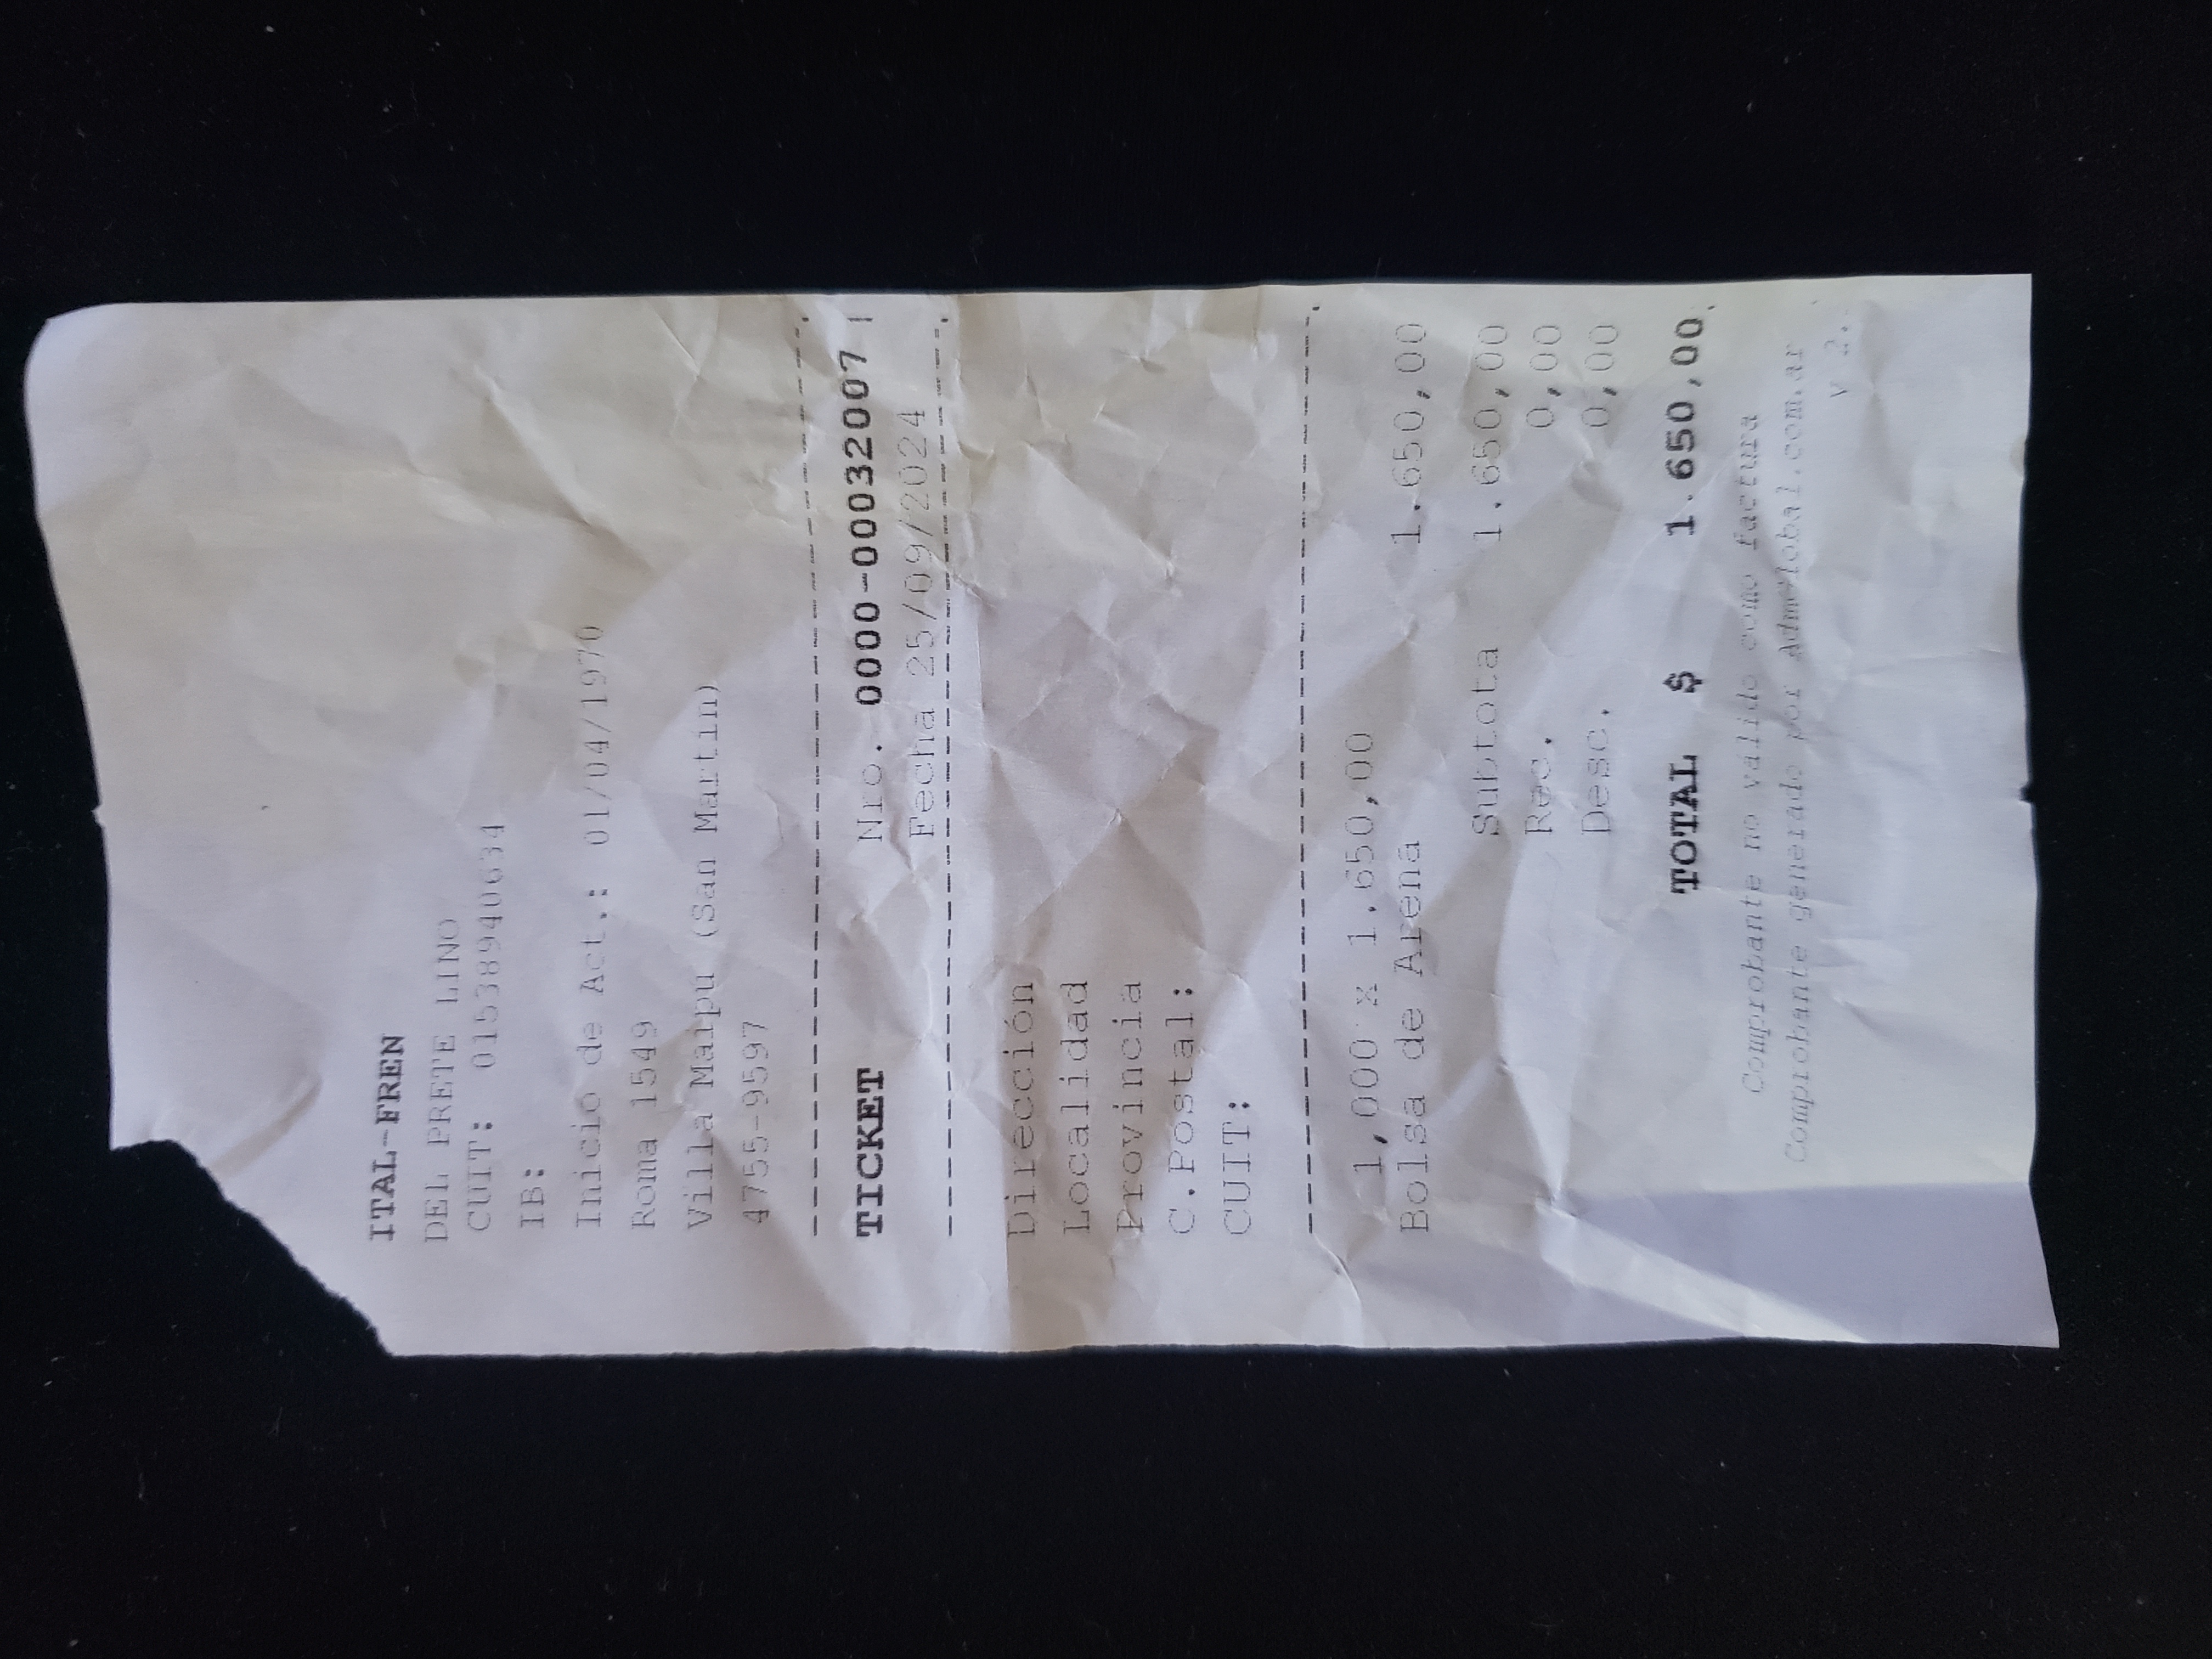 ITAL-FREN
DEL PRETE LINO
CUIT: 01538940634
IB:
Inicio de Act.: 01/04/1970
Roma 1549
Villa Maipu (San Martin)
4755-9597
TICKET Nro. 0000-00032007
Fecha 25/09/2024
Dirección
Localidad
Provincia
C.Postal:
CUIT:
1,000 x 1.650,00
Bolsa de Arena 1.650,00
Subtota 1.650,00
Rec. 0,00
Desc. 0,00
TOTAL $ 1.650,00
Comprobante no válido como factura
Comprobante generado por AdmGlobal.com.ar
v 2.